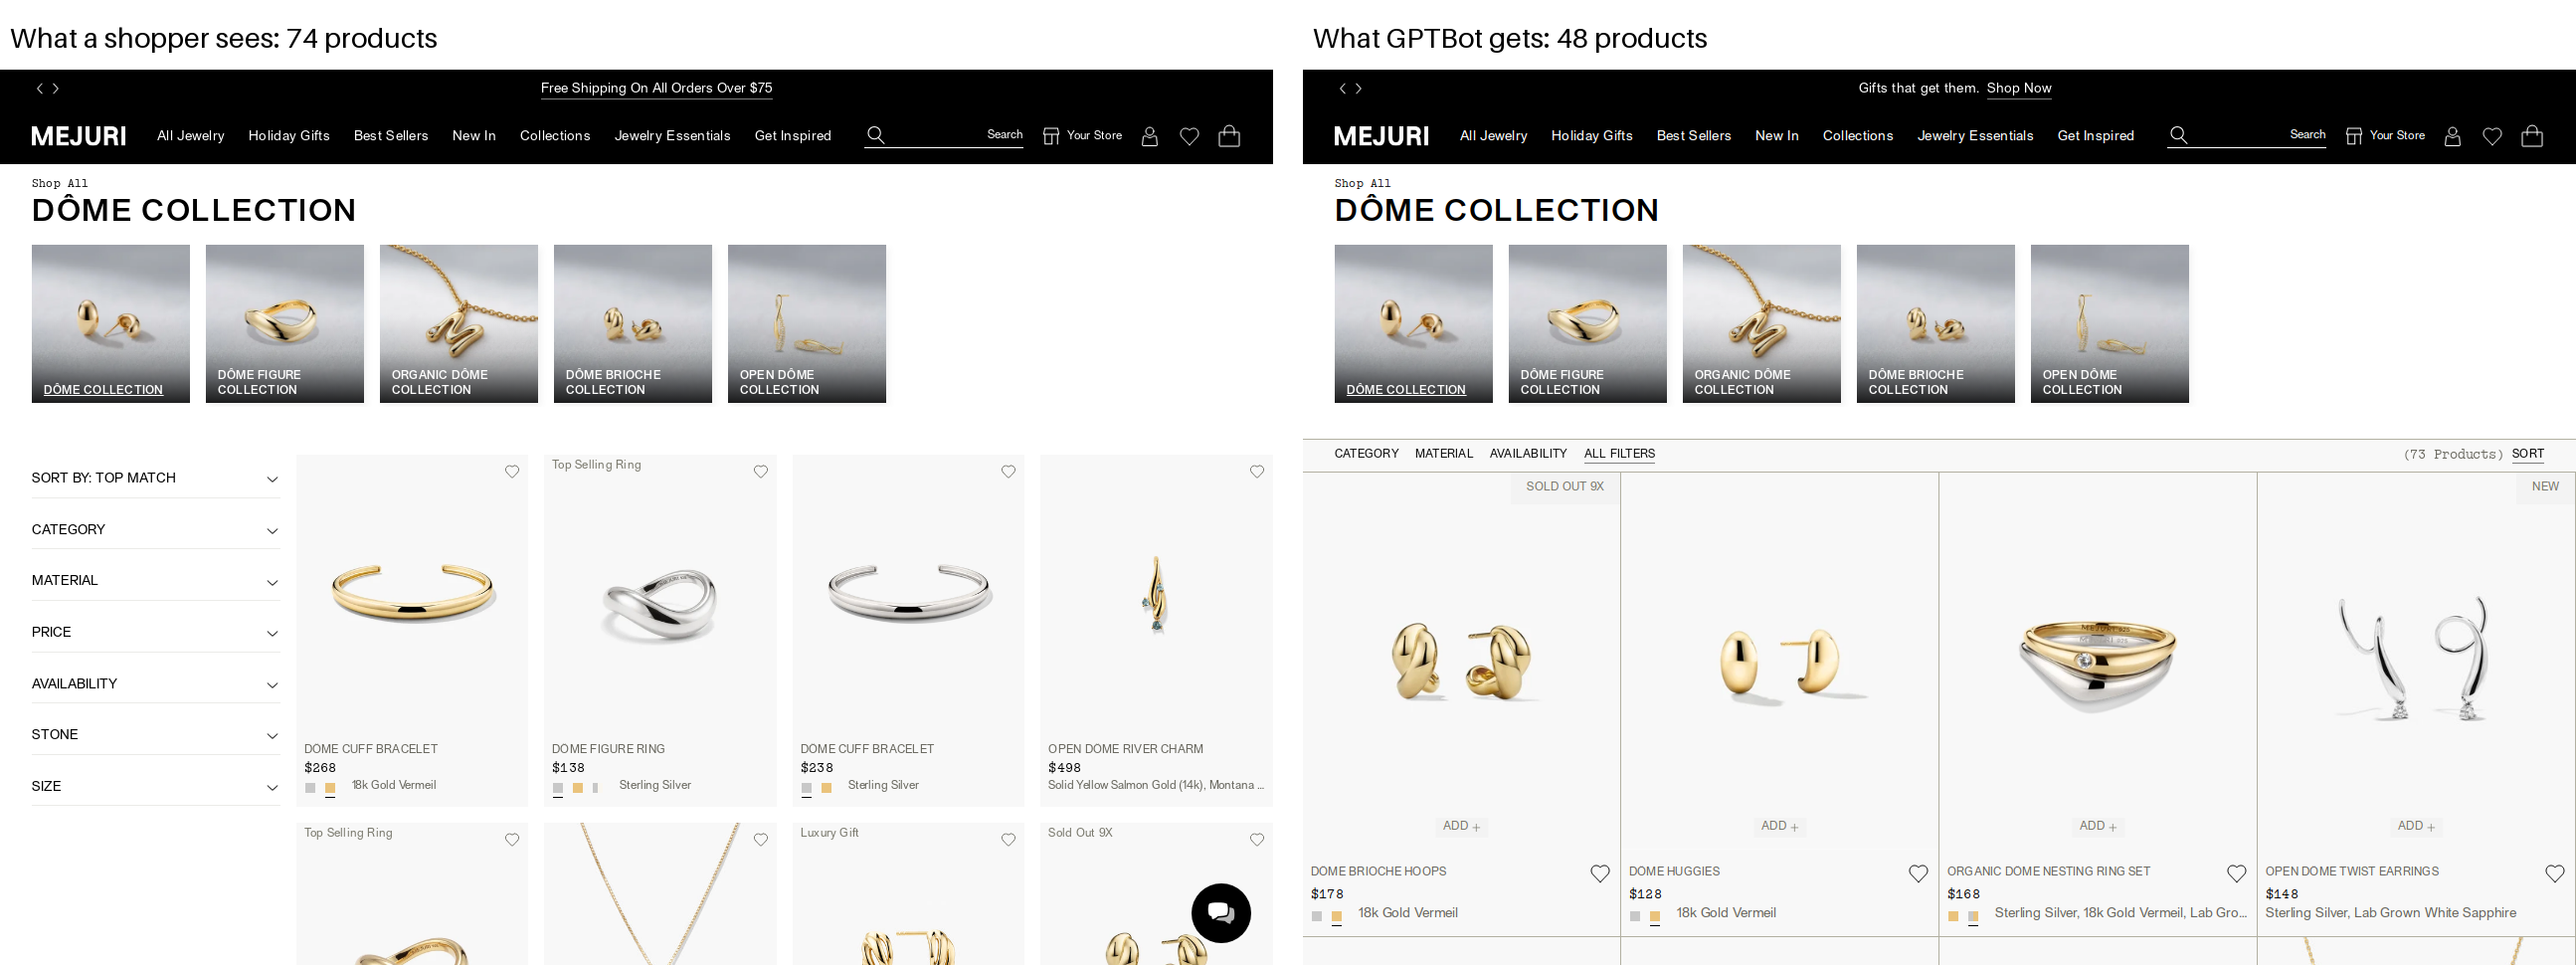 What a shopper sees: 74 products
Free Shipping On All Orders Over $75
MEJURI All Jewelry Holiday Gifts Best Sellers New In Collections Jewelry Essentials Get Inspired Search Your Store
Shop All
DÔME COLLECTION
DÔME COLLECTION
DÔME FIGURE
COLLECTION
ORGANIC DÔME
COLLECTION
DÔME BRIOCHE
COLLECTION
OPEN DÔME
COLLECTION
SORT BY: TOP MATCH
CATEGORY
MATERIAL
PRICE
AVAILABILITY
STONE
SIZE
DOME CUFF BRACELET
$268
18k Gold Vermeil
Top Selling Ring
DOME FIGURE RING
$138
Sterling Silver
DOME CUFF BRACELET
$238
Sterling Silver
OPEN DOME RIVER CHARM
$498
Solid Yellow Salmon Gold (14k), Montana ...
Top Selling Ring
Luxury Gift
Sold Out 9X
What GPTBot gets: 48 products
Gifts that get them. Shop Now
MEJURI All Jewelry Holiday Gifts Best Sellers New In Collections Jewelry Essentials Get Inspired Search Your Store
Shop All
DÔME COLLECTION
DÔME COLLECTION
DÔME FIGURE
COLLECTION
ORGANIC DÔME
COLLECTION
DÔME BRIOCHE
COLLECTION
OPEN DÔME
COLLECTION
CATEGORY MATERIAL AVAILABILITY ALL FILTERS (73 Products) SORT
SOLD OUT 9X
ADD +
DOME BRIOCHE HOOPS
$178
18k Gold Vermeil
ADD +
DOME HUGGIES
$128
18k Gold Vermeil
MEJURI 925
ADD +
ORGANIC DOME NESTING RING SET
$168
Sterling Silver, 18k Gold Vermeil, Lab Gro...
NEW
ADD +
OPEN DOME TWIST EARRINGS
$148
Sterling Silver, Lab Grown White Sapphire